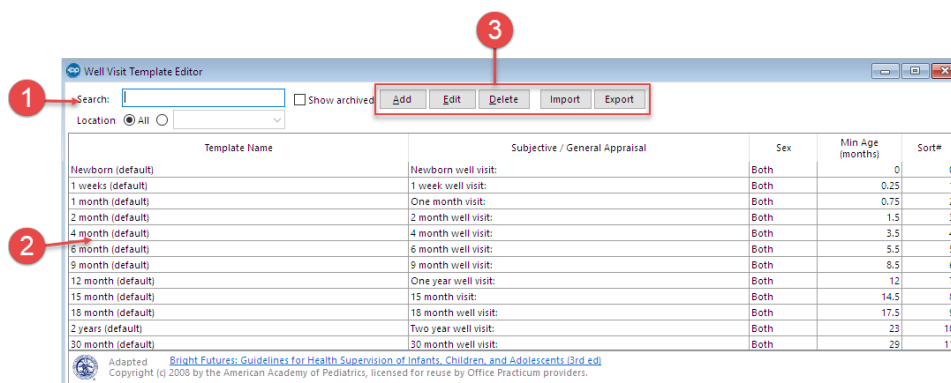 3
Well Visit Template Editor
1
Search: Show archived Add Edit Delete Import Export
Location All
Template Name Subjective / General Appraisal Sex Min Age (months) Sort#
Newborn (default) Newborn well visit: Both 0
1 weeks (default) 1 week well visit: Both 0.25
1 month (default) One month visit: Both 0.75
2 month (default) 2 month well visit: Both 1.5
2
4 month (default) 4 month well visit: Both 3.5
6 month (default) 6 month well visit: Both 5.5
9 month (default) 9 month well visit: Both 8.5
12 month (default) One year well visit: Both 12
15 month (default) 15 month visit: Both 14.5
18 month (default) 18 month well visit: Both 17.5
2 years (default) Two year well visit: Both 23
30 month (default) 30 month well visit: Both 29
Adapted Bright Futures: Guidelines for Health Supervision of Infants, Children, and Adolescents (3rd ed)
Copyright (c) 2008 by the American Academy of Pediatrics, licensed for reuse by Office Practicum providers.